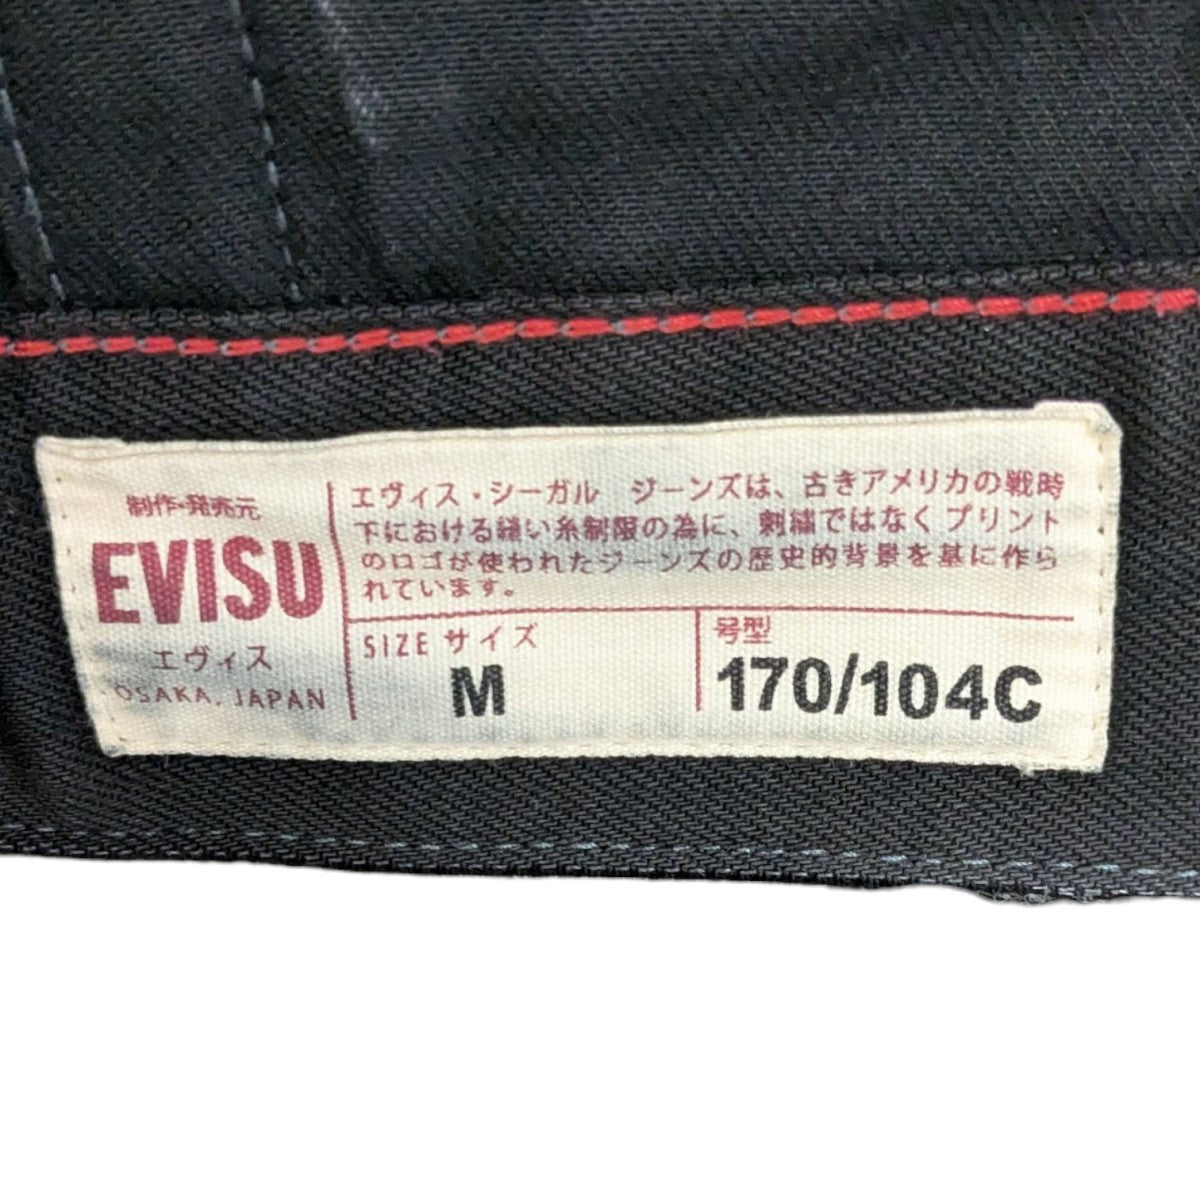 制作・発売元
EVISU
エヴィス
OSAKA, JAPAN
エヴィス・シーガル ジーンズは、古きアメリカの戦時
下における縫い糸制限の為に、刺繍ではなくプリント
のロゴが使われたジーンズの歴史的背景を基に作ら
れています。
SIZE サイズ
M
号型
170/104C